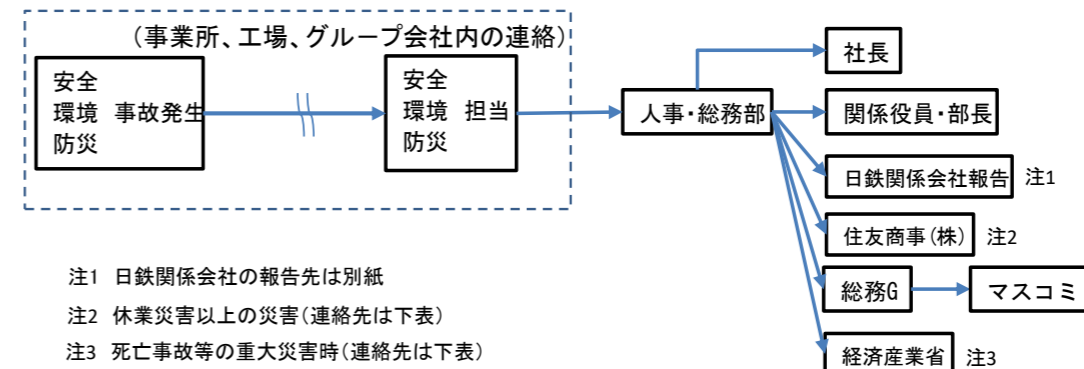 (事業所、工場、グループ会社内の連絡)
安全
環境 事故発生
防災
安全
環境 担当
防災
人事・総務部
社長
関係役員・部長
日鉄関係会社報告 注1
住友商事(株) 注2
総務G
マスコミ
経済産業省 注3
注1 日鉄関係会社の報告先は別紙
注2 休業災害以上の災害(連絡先は下表)
注3 死亡事故等の重大災害時(連絡先は下表)